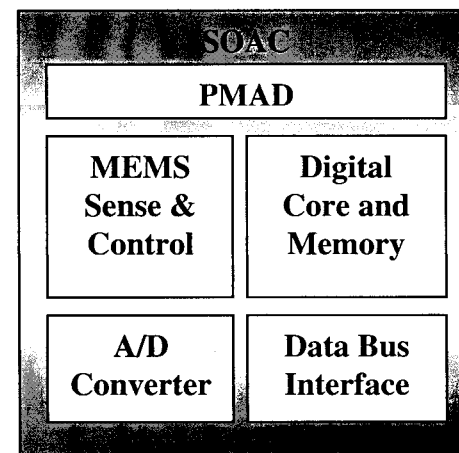 SOAC
PMAD
MEMS
Sense &
Control
Digital
Core and
Memory
A/D
Converter
Data Bus
Interface